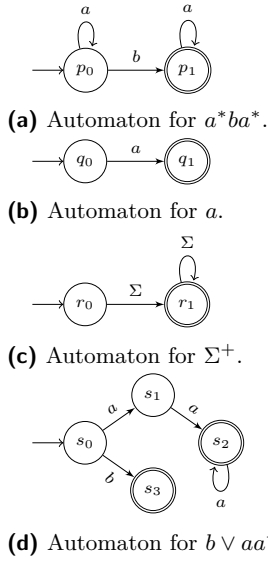 a a
p₀ b p₁
(a) Automaton for a*ba*.
q₀ a q₁
(b) Automaton for a.
Σ
r₀ Σ r₁
(c) Automaton for Σ⁺.
s₁
a a
s₀ s₂
b s₃ a
(d) Automaton for b ∨ aa